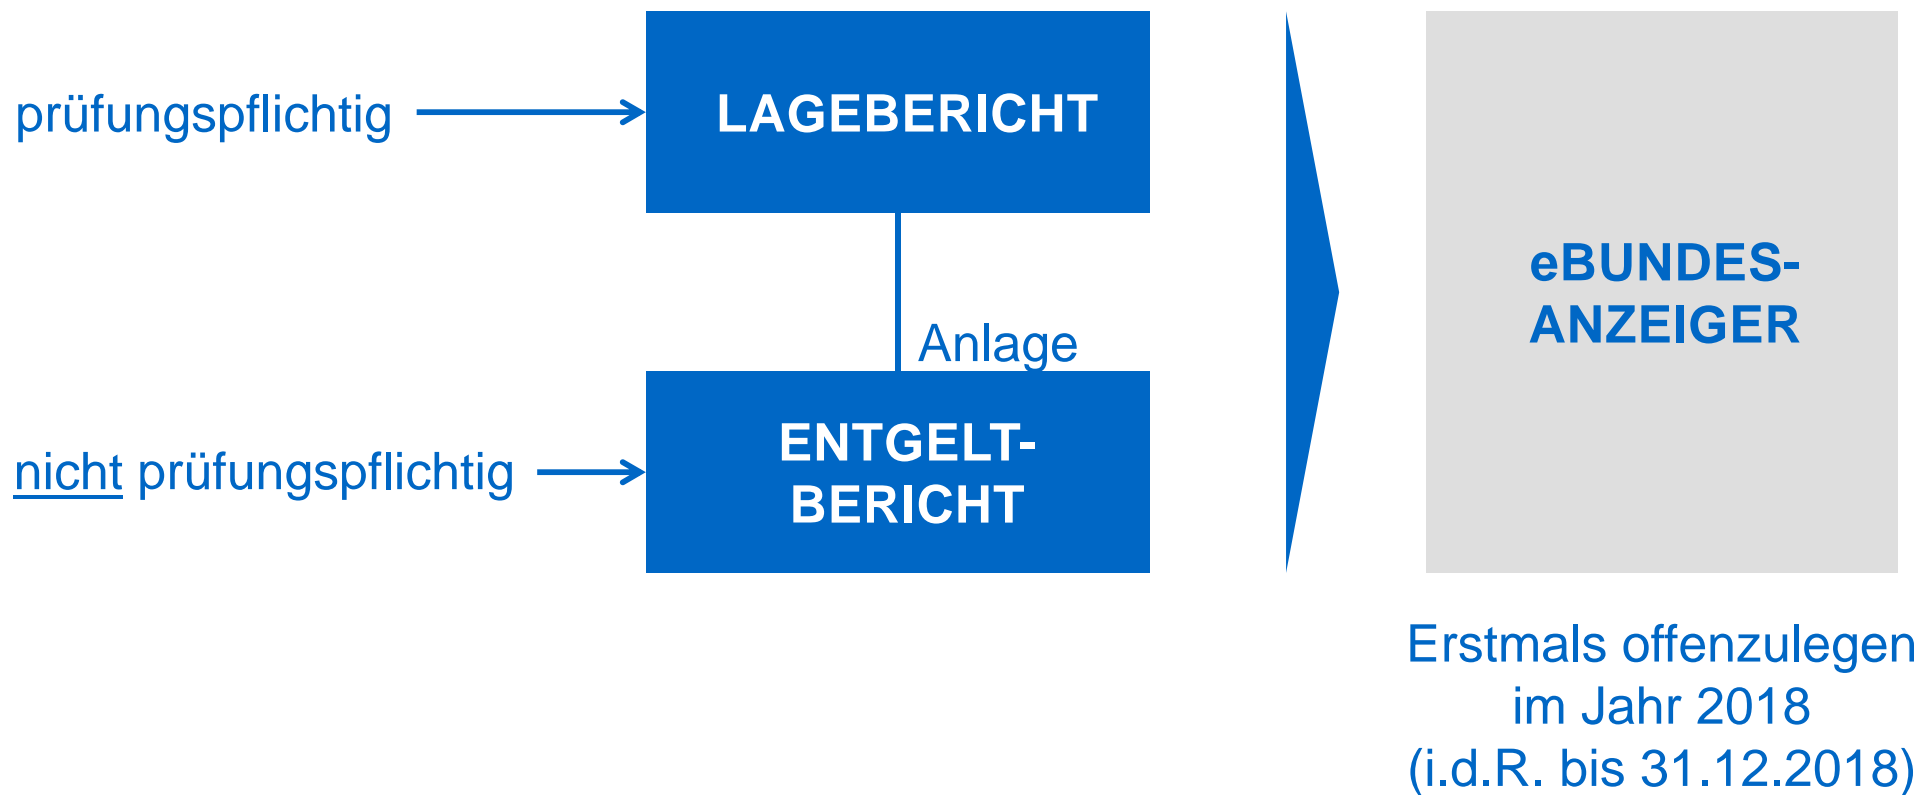 prüfungspflichtig
LAGEBERICHT
Anlage
nicht prüfungspflichtig
ENTGELT-
BERICHT
eBUNDES-
ANZEIGER
Erstmals offenzulegen
im Jahr 2018
(i.d.R. bis 31.12.2018)